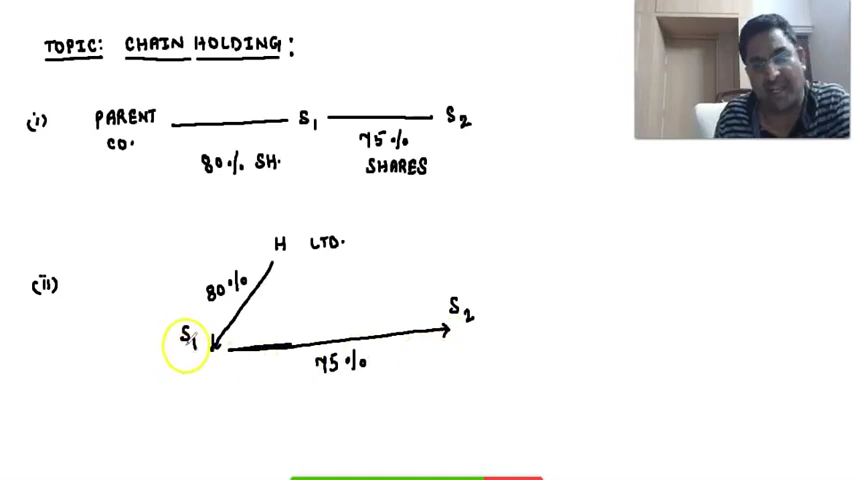 TOPIC: CHAIN HOLDING:
(i) PARENT CO. S1 S2
80% SH. 75% SHARES
(ii) H LTD.
80%
S1 S2
75%